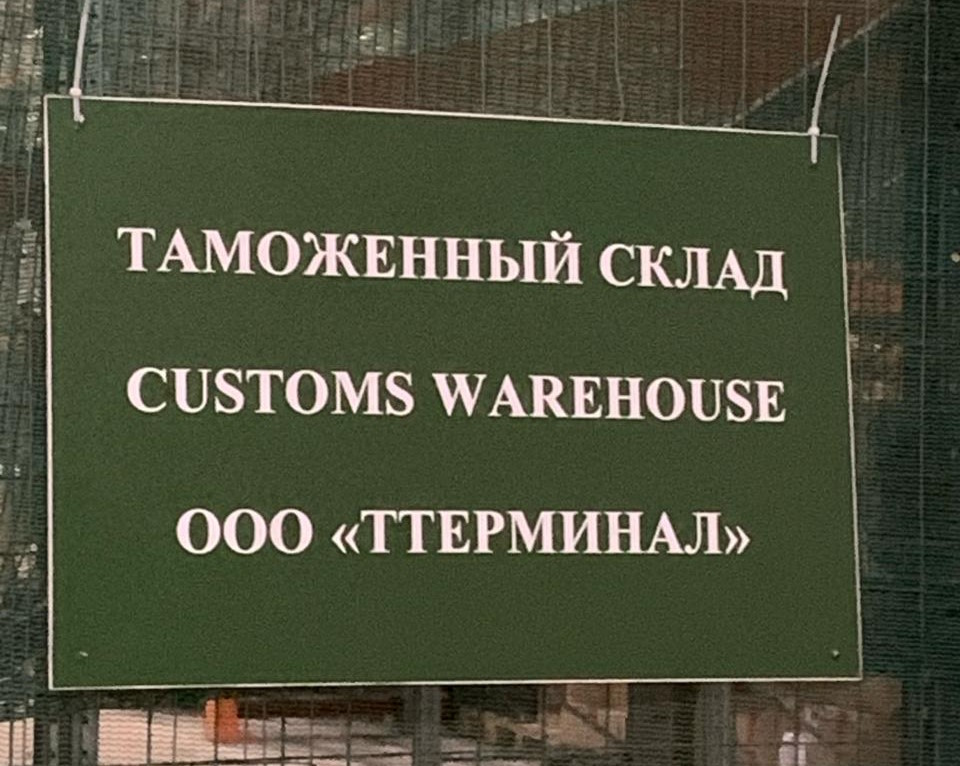 ТАМОЖЕННЫЙ СКЛАД
CUSTOMS WAREHOUSE
ООО «ТТЕРМИНАЛ»